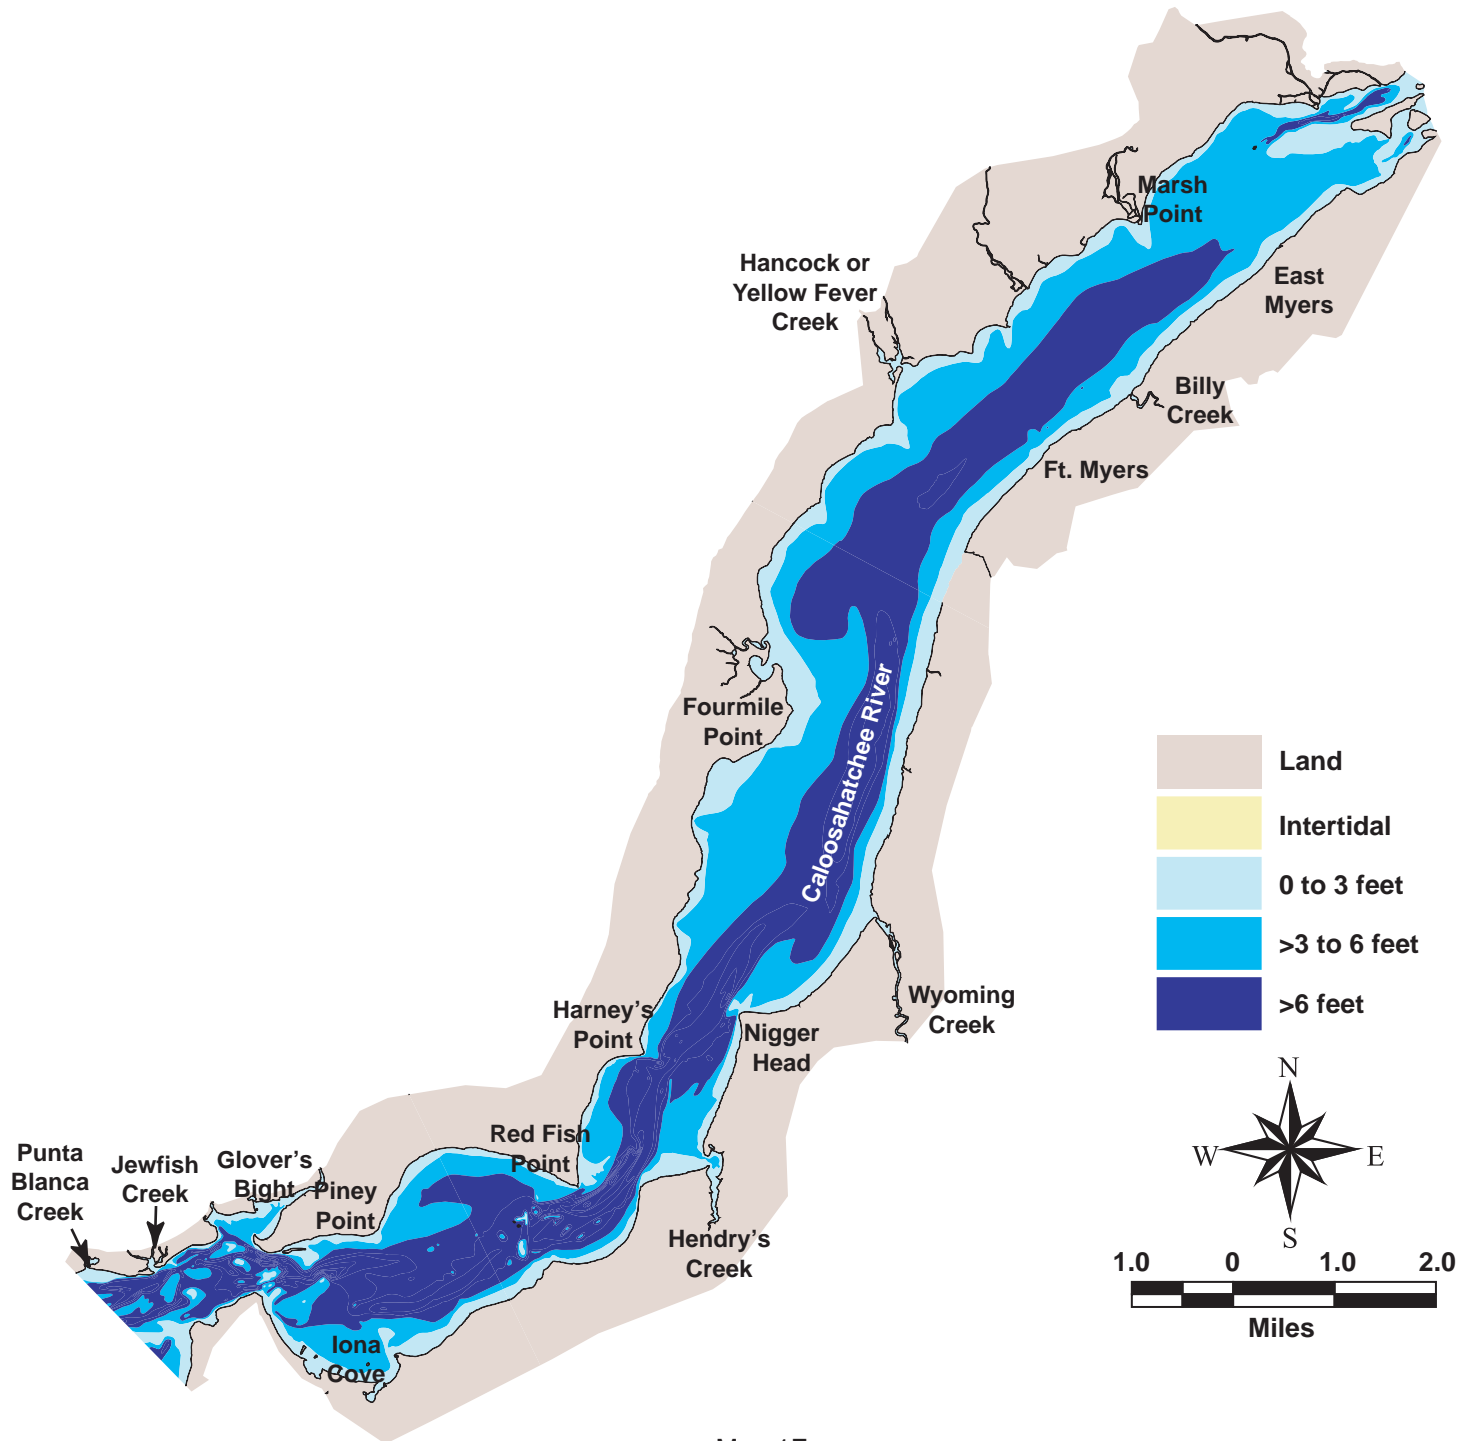 Marsh
Point
Hancock or
Yellow Fever
Creek
East
Myers
Billy
Creek
Ft. Myers
Fourmile
Point
Caloosahatchee River
Land
Intertidal
0 to 3 feet
>3 to 6 feet
>6 feet
Wyoming
Creek
Harney's
Point
Nigger
Head
N
W
E
S
Red Fish
Point
Punta
Blanca
Creek
Jewfish
Creek
Glover's
Bight
Piney
Point
Hendry's
Creek
1.0 0 1.0 2.0
Miles
Iona
Cove